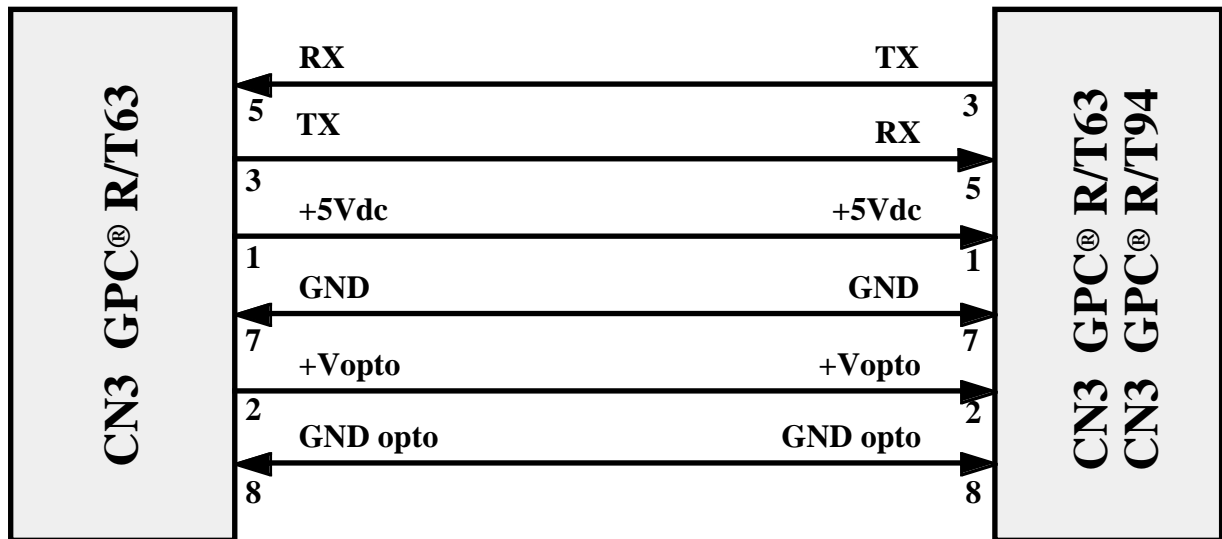 CN3 GPC® R/T63
RX TX
5 3
TX RX
3 5
+5Vdc +5Vdc
1 1
GND GND
7 7
+Vopto +Vopto
2 2
GND opto GND opto
8 8
CN3 GPC® R/T63
CN3 GPC® R/T94